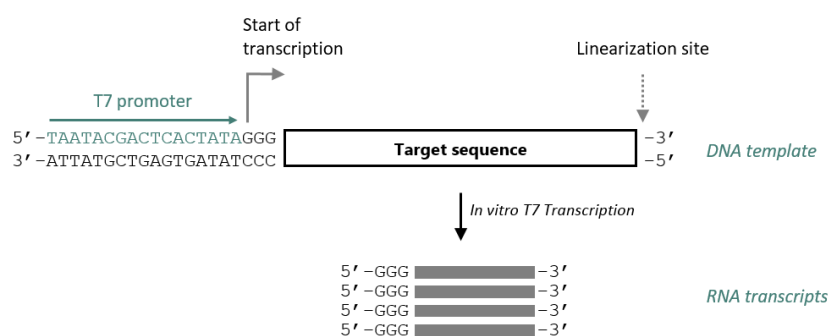 Start of
transcription
Linearization site
T7 promoter
5’-TAATACGACTCACTATAGGG
Target sequence
-3’
3’-ATTATGCTGAGTGATATCCC
-5’
DNA template
In vitro T7 Transcription
5’-GGG -3’
5’-GGG -3’
5’-GGG -3’
5’-GGG -3’
RNA transcripts